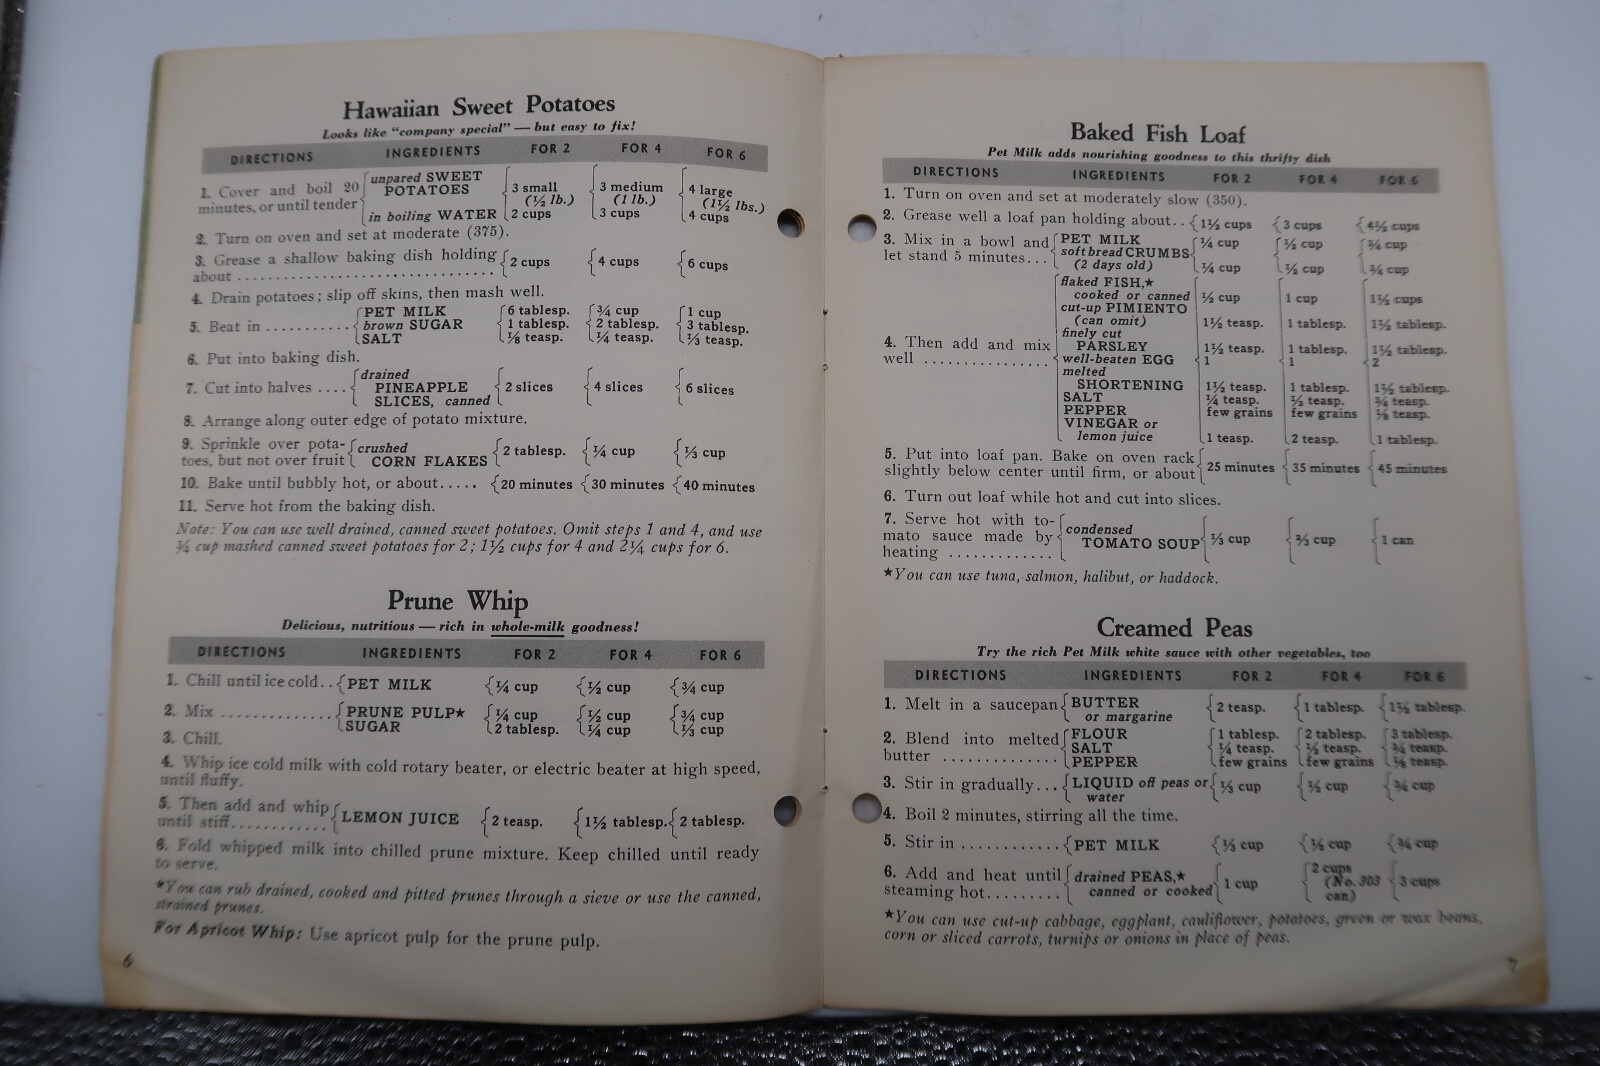 Hawaiian Sweet Potatoes
Looks like "company special" — but easy to fix!
DIRECTIONS INGREDIENTS FOR 2 FOR 4 FOR 6
1. Cover and boil 20 minutes, or until tender
unpared SWEET POTATOES 3 small (½ lb.) 3 medium (1 lb.) 4 large (1½ lbs.)
in boiling WATER 2 cups 3 cups 4 cups
2. Turn on oven and set at moderate (375).
3. Grease a shallow baking dish holding
about ................................ 2 cups 4 cups 6 cups
4. Drain potatoes; slip off skins, then mash well.
PET MILK 6 tablesp. ¾ cup 1 cup
5. Beat in ........... brown SUGAR 1 tablesp. 2 tablesp. 3 tablesp.
SALT ⅛ teasp. ¼ teasp. ⅓ teasp.
6. Put into baking dish.
drained
7. Cut into halves .... PINEAPPLE 2 slices 4 slices 6 slices
SLICES, canned
8. Arrange along outer edge of potato mixture.
9. Sprinkle over pota- crushed 2 tablesp. ¼ cup ⅓ cup
toes, but not over fruit CORN FLAKES
10. Bake until bubbly hot, or about..... 20 minutes 30 minutes 40 minutes
11. Serve hot from the baking dish.
Note: You can use well drained, canned sweet potatoes. Omit steps 1 and 4, and use
¾ cup mashed canned sweet potatoes for 2; 1½ cups for 4 and 2¼ cups for 6.
Prune Whip
Delicious, nutritious — rich in whole-milk goodness!
DIRECTIONS INGREDIENTS FOR 2 FOR 4 FOR 6
1. Chill until ice cold.. PET MILK ¼ cup ½ cup ¾ cup
2. Mix ............. PRUNE PULP★ ¼ cup ½ cup ¾ cup
SUGAR 2 tablesp. ¼ cup ⅓ cup
3. Chill.
4. Whip ice cold milk with cold rotary beater, or electric beater at high speed,
until fluffy.
5. Then add and whip
until stiff............ LEMON JUICE 2 teasp. 1½ tablesp. 2 tablesp.
6. Fold whipped milk into chilled prune mixture. Keep chilled until ready
to serve.
★You can rub drained, cooked and pitted prunes through a sieve or use the canned,
strained prunes.
For Apricot Whip: Use apricot pulp for the prune pulp.
6
Baked Fish Loaf
Pet Milk adds nourishing goodness to this thrifty dish
DIRECTIONS INGREDIENTS FOR 2 FOR 4 FOR 6
1. Turn on oven and set at moderately slow (350).
2. Grease well a loaf pan holding about.. 1½ cups 3 cups 4½ cups
3. Mix in a bowl and PET MILK ¼ cup ½ cup ¾ cup
let stand 5 minutes... soft bread CRUMBS
(2 days old) ¼ cup ½ cup ¾ cup
flaked FISH,★
cooked or canned ½ cup 1 cup 1½ cups
cut-up PIMIENTO
(can omit) 1½ teasp. 1 tablesp. 1½ tablesp.
finely cut
4. Then add and mix PARSLEY 1½ teasp. 1 tablesp. 1½ tablesp.
well ............... well-beaten EGG 1 1 2
melted
SHORTENING 1½ teasp. 1 tablesp. 1½ tablesp.
SALT ¼ teasp. ½ teasp. ¾ teasp.
PEPPER few grains few grains ⅛ teasp.
VINEGAR or
lemon juice 1 teasp. 2 teasp. 1 tablesp.
5. Put into loaf pan. Bake on oven rack
slightly below center until firm, or about 25 minutes 35 minutes 45 minutes
6. Turn out loaf while hot and cut into slices.
7. Serve hot with to- condensed
mato sauce made by TOMATO SOUP ⅓ cup ⅔ cup 1 can
heating .............
★You can use tuna, salmon, halibut, or haddock.
Creamed Peas
Try the rich Pet Milk white sauce with other vegetables, too
DIRECTIONS INGREDIENTS FOR 2 FOR 4 FOR 6
1. Melt in a saucepan BUTTER 2 teasp. 1 tablesp. 1½ tablesp.
or margarine
2. Blend into melted FLOUR 1 tablesp. 2 tablesp. 3 tablesp.
butter .............. SALT ¼ teasp. ½ teasp. ¾ teasp.
PEPPER few grains few grains ⅛ teasp.
3. Stir in gradually... LIQUID off peas or ⅓ cup ½ cup ¾ cup
water
4. Boil 2 minutes, stirring all the time.
5. Stir in ............ PET MILK ⅓ cup ½ cup ¾ cup
6. Add and heat until drained PEAS,★ 1 cup 2 cups (No. 303 can) 3 cups
steaming hot......... canned or cooked
★You can use cut-up cabbage, eggplant, cauliflower, potatoes, green or wax beans,
corn or sliced carrots, turnips or onions in place of peas.
7